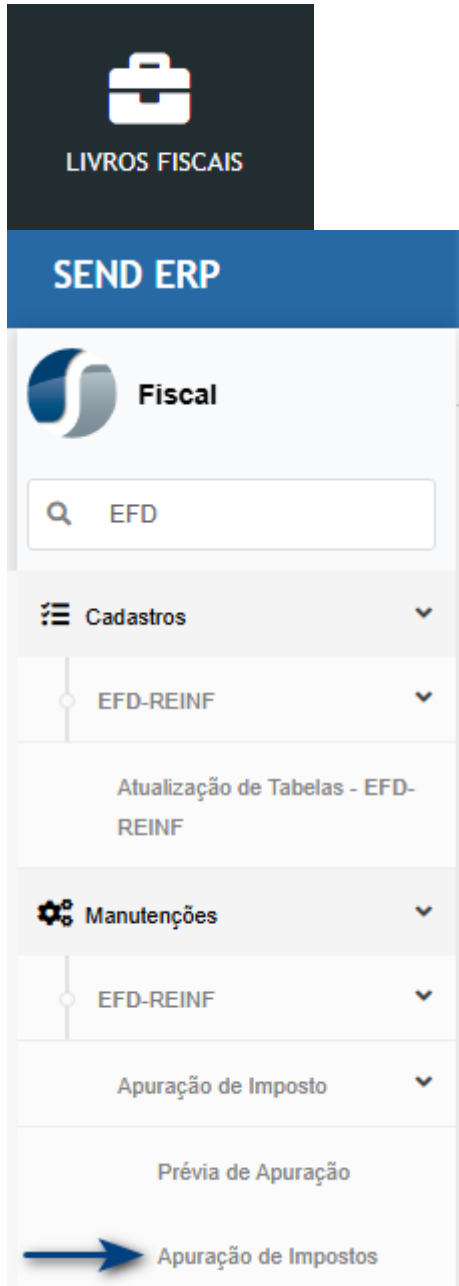 LIVROS FISCAIS
SEND ERP
Fiscal
EFD
Cadastros
EFD-REINF
Atualização de Tabelas - EFD-
REINF
Manutenções
EFD-REINF
Apuração de Imposto
Prévia de Apuração
Apuração de Impostos